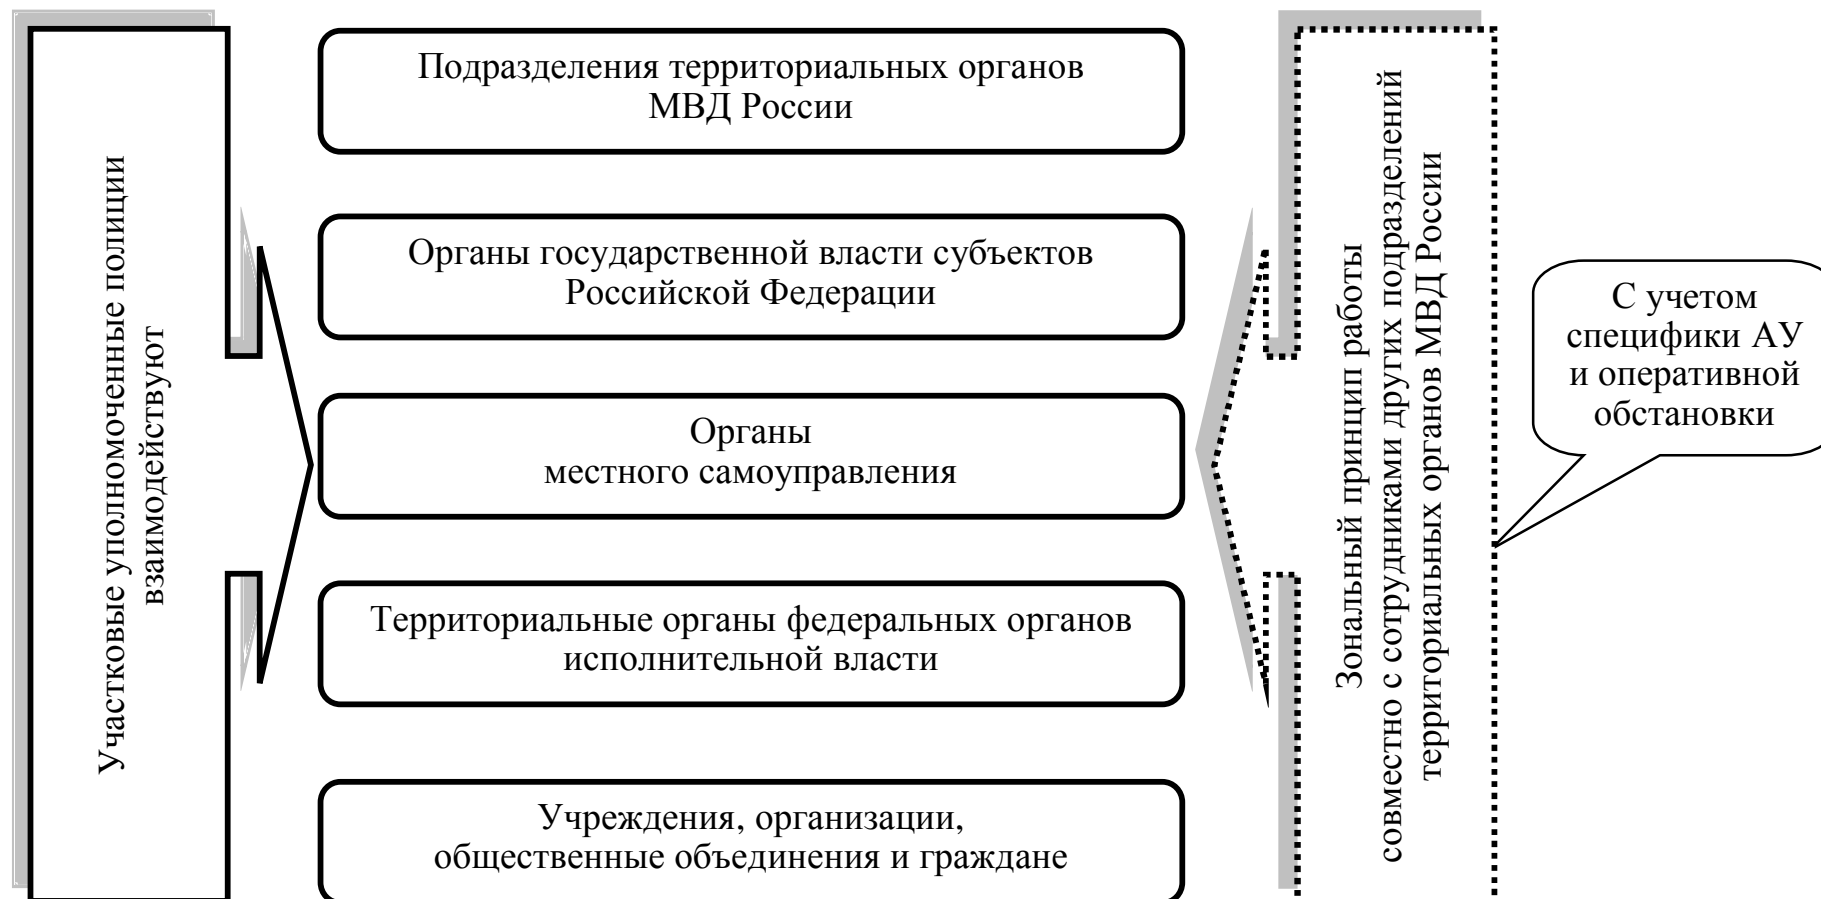 Участковые уполномоченные полиции
взаимодействуют
Подразделения территориальных органов
МВД России
Органы государственной власти субъектов
Российской Федерации
Органы
местного самоуправления
Территориальные органы федеральных органов
исполнительной власти
Учреждения, организации,
общественные объединения и граждане
Зональный принцип работы
совместно с сотрудниками других подразделений
территориальных органов МВД России
С учетом
специфики АУ
и оперативной
обстановки